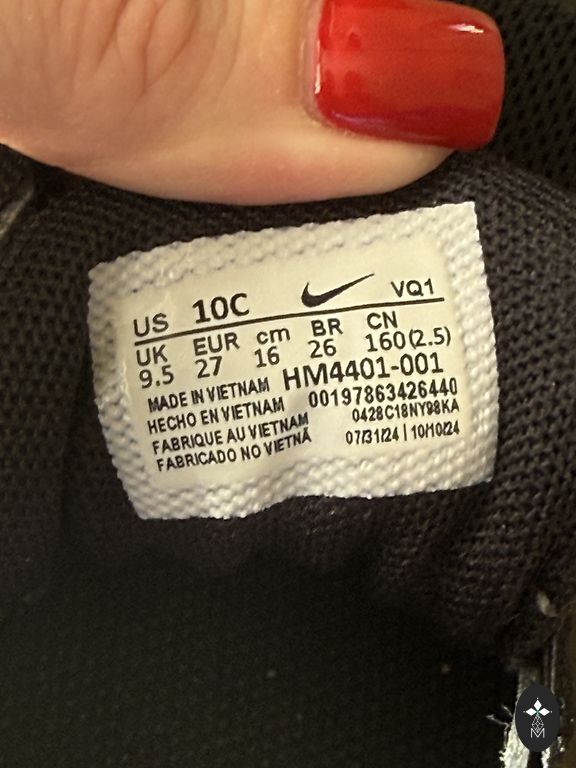 US 10C VQ1
UK EUR cm BR CN
9.5 27 16 26 160(2.5)
MADE IN VIETNAM HM4401-001
HECHO EN VIETNAM 00197863426440
FABRIQUE AU VIETNAM 0428C18NY98KA
FABRICADO NO VIETNÃ 07/31/24 | 10/10/24
M